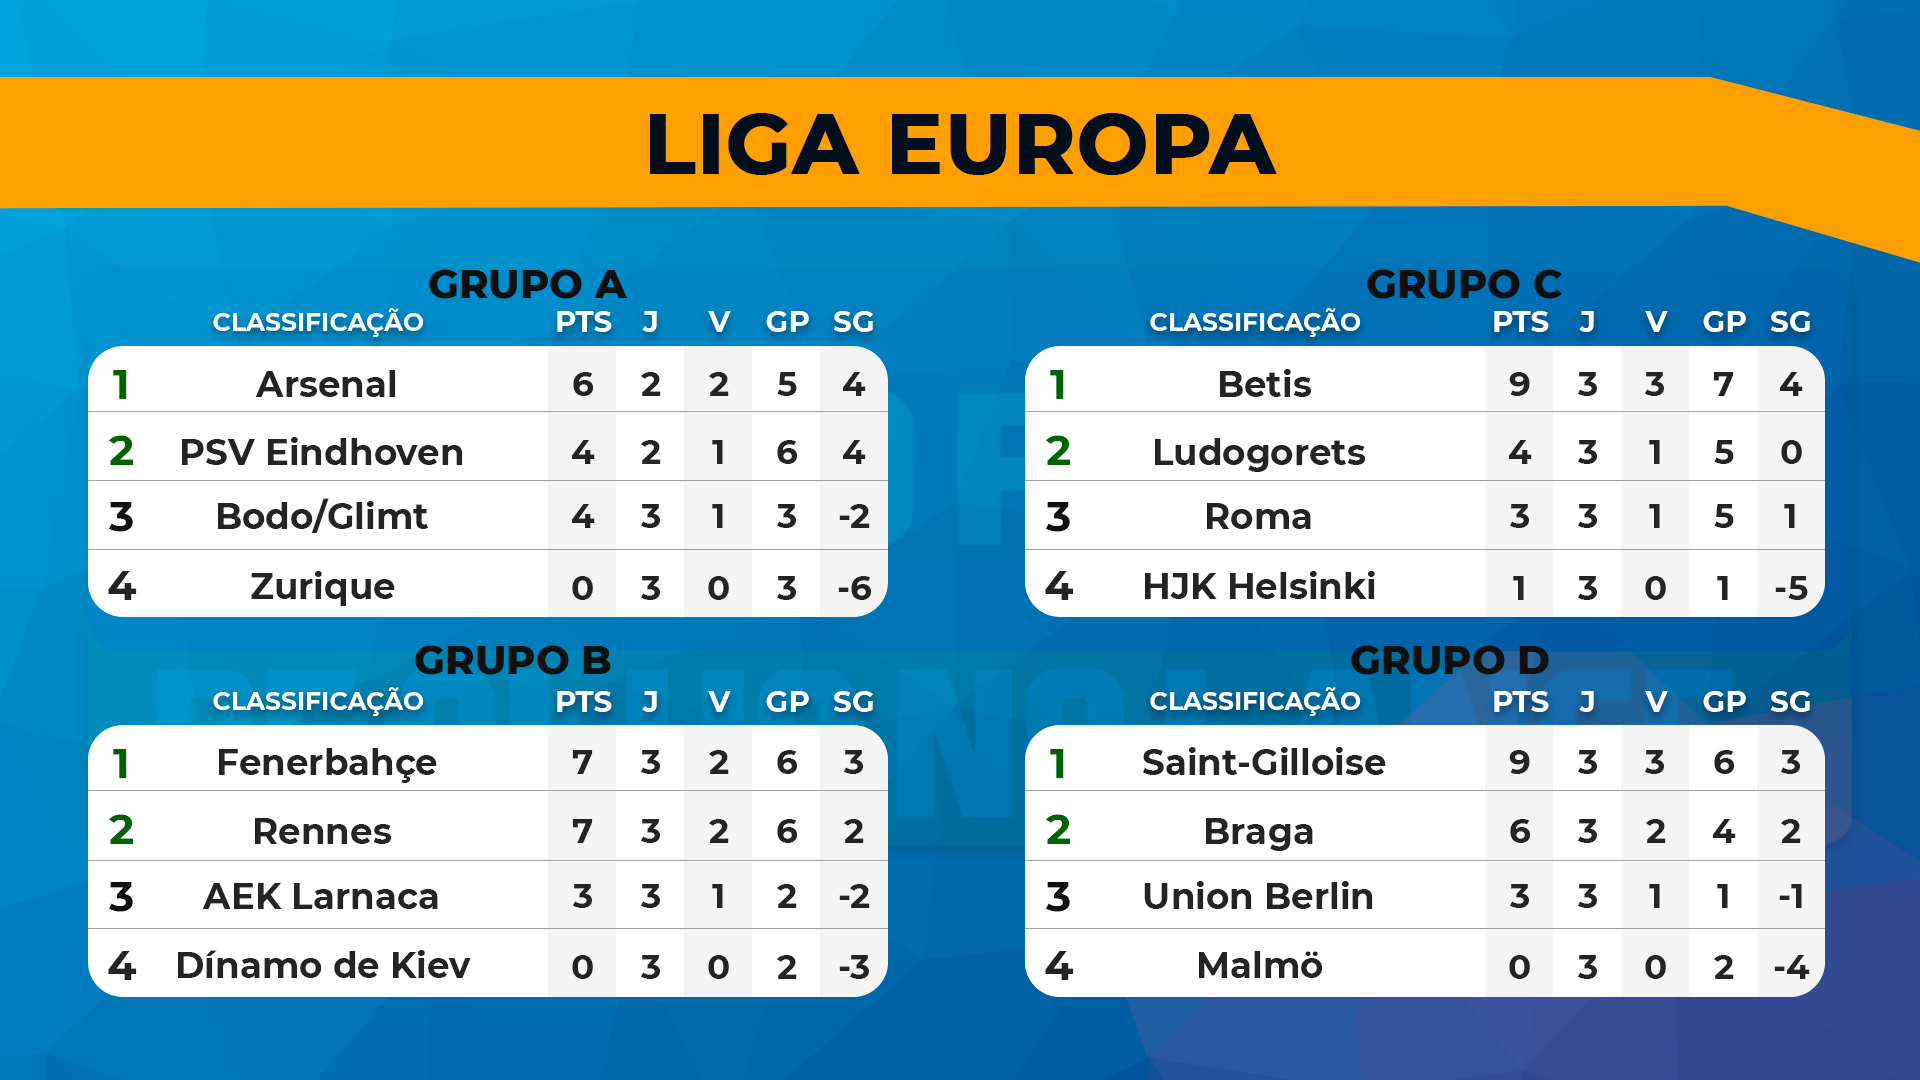 LIGA EUROPA
GRUPO A
CLASSIFICAÇÃO PTS J V GP SG
1 Arsenal 6 2 2 5 4
2 PSV Eindhoven 4 2 1 6 4
3 Bodo/Glimt 4 3 1 3 -2
4 Zurique 0 3 0 3 -6
GRUPO B
CLASSIFICAÇÃO PTS J V GP SG
1 Fenerbahçe 7 3 2 6 3
2 Rennes 7 3 2 6 2
3 AEK Larnaca 3 3 1 2 -2
4 Dínamo de Kiev 0 3 0 2 -3
GRUPO C
CLASSIFICAÇÃO PTS J V GP SG
1 Betis 9 3 3 7 4
2 Ludogorets 4 3 1 5 0
3 Roma 3 3 1 5 1
4 HJK Helsinki 1 3 0 1 -5
GRUPO D
CLASSIFICAÇÃO PTS J V GP SG
1 Saint-Gilloise 9 3 3 6 3
2 Braga 6 3 2 4 2
3 Union Berlin 3 3 1 1 -1
4 Malmö 0 3 0 2 -4